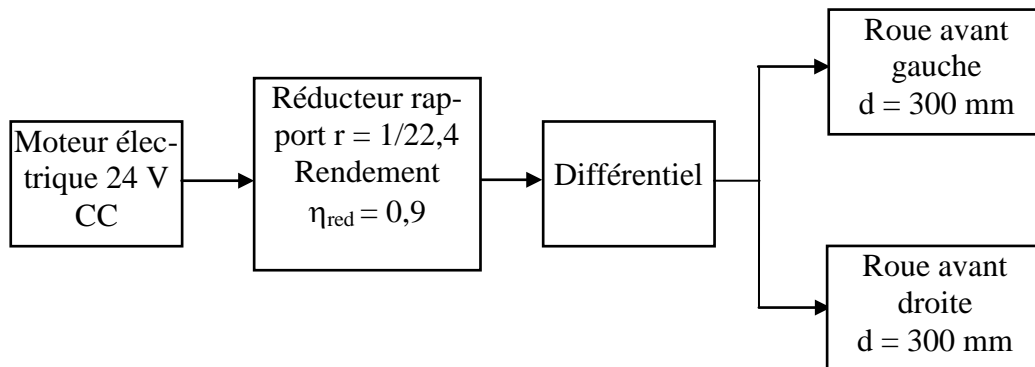 Moteur élec-
trique 24 V
CC
Réducteur rap-
port r = 1/22,4
Rendement
ηred = 0,9
Différentiel
Roue avant
gauche
d = 300 mm
Roue avant
droite
d = 300 mm